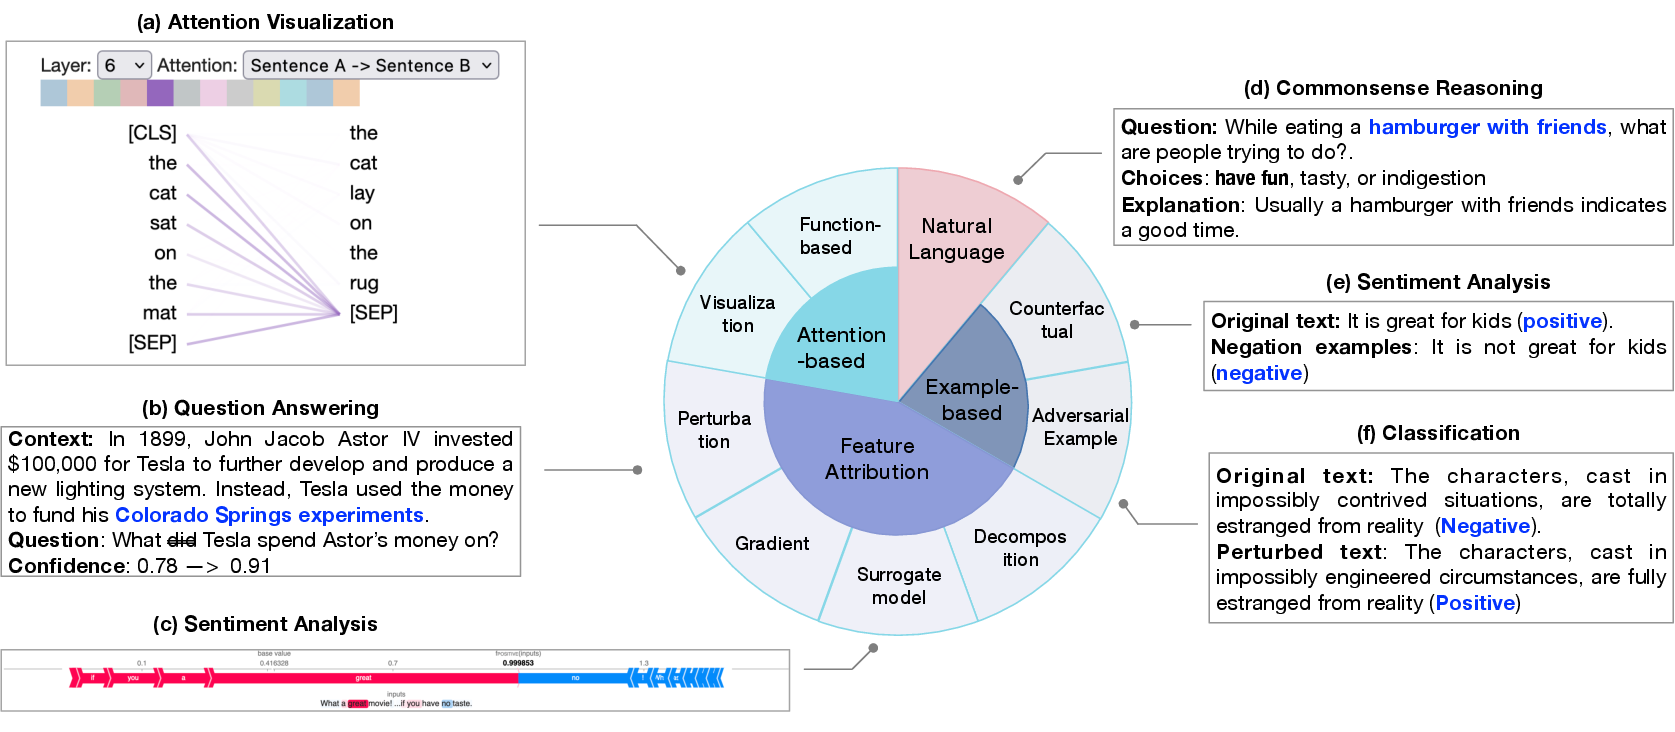 (a) Attention Visualization
Layer: 6 Attention: Sentence A -> Sentence B
[CLS] the
the cat
cat lay
sat on
on the
the rug
mat [SEP]
[SEP]
(b) Question Answering
Context: In 1899, John Jacob Astor IV invested
$100,000 for Tesla to further develop and produce a
new lighting system. Instead, Tesla used the money
to fund his Colorado Springs experiments.
Question: What did Tesla spend Astor's money on?
Confidence: 0.78 —> 0.91
(c) Sentiment Analysis
base value
0.1 0.416328 0.7 0.999853 1.3
if you a great no !
inputs
What a great movie! ...if you have no taste.
Function-
based
Visualiza
tion
Attention
-based
Natural
Language
Counterfac
tual
Example-
based
Adversarial
Example
Perturba
tion
Feature
Attribution
Gradient
Surrogate
model
Decompos
ition
(d) Commonsense Reasoning
Question: While eating a hamburger with friends, what
are people trying to do?.
Choices: have fun, tasty, or indigestion
Explanation: Usually a hamburger with friends indicates
a good time.
(e) Sentiment Analysis
Original text: It is great for kids (positive).
Negation examples: It is not great for kids
(negative)
(f) Classification
Original text: The characters, cast in
impossibly contrived situations, are totally
estranged from reality (Negative).
Perturbed text: The characters, cast in
impossibly engineered circumstances, are fully
estranged from reality (Positive)